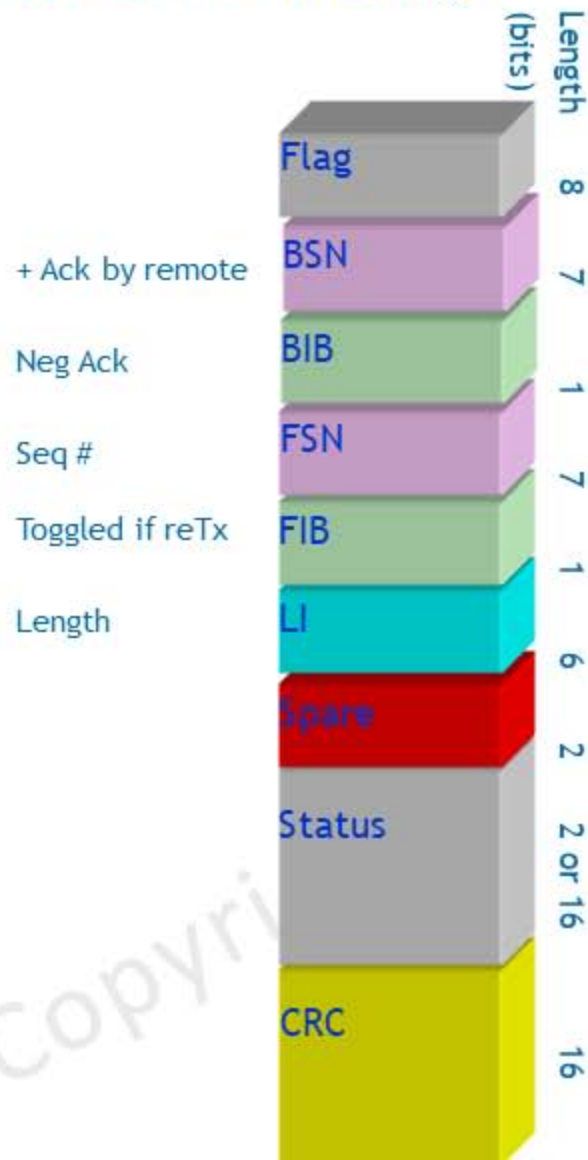 Length
(bits)
Flag
8
+ Ack by remote
BSN
7
Neg Ack
BIB
1
Seq #
FSN
7
Toggled if reTx
FIB
1
Length
LI
6
Spare
2
Status
2 or 16
CRC
16
Copyri